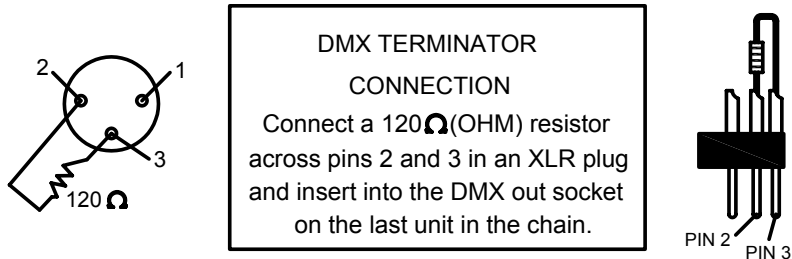 2
1
3
120 Ω
DMX TERMINATOR
CONNECTION
Connect a 120Ω(OHM) resistor
across pins 2 and 3 in an XLR plug
and insert into the DMX out socket
on the last unit in the chain.
PIN 2
PIN 3